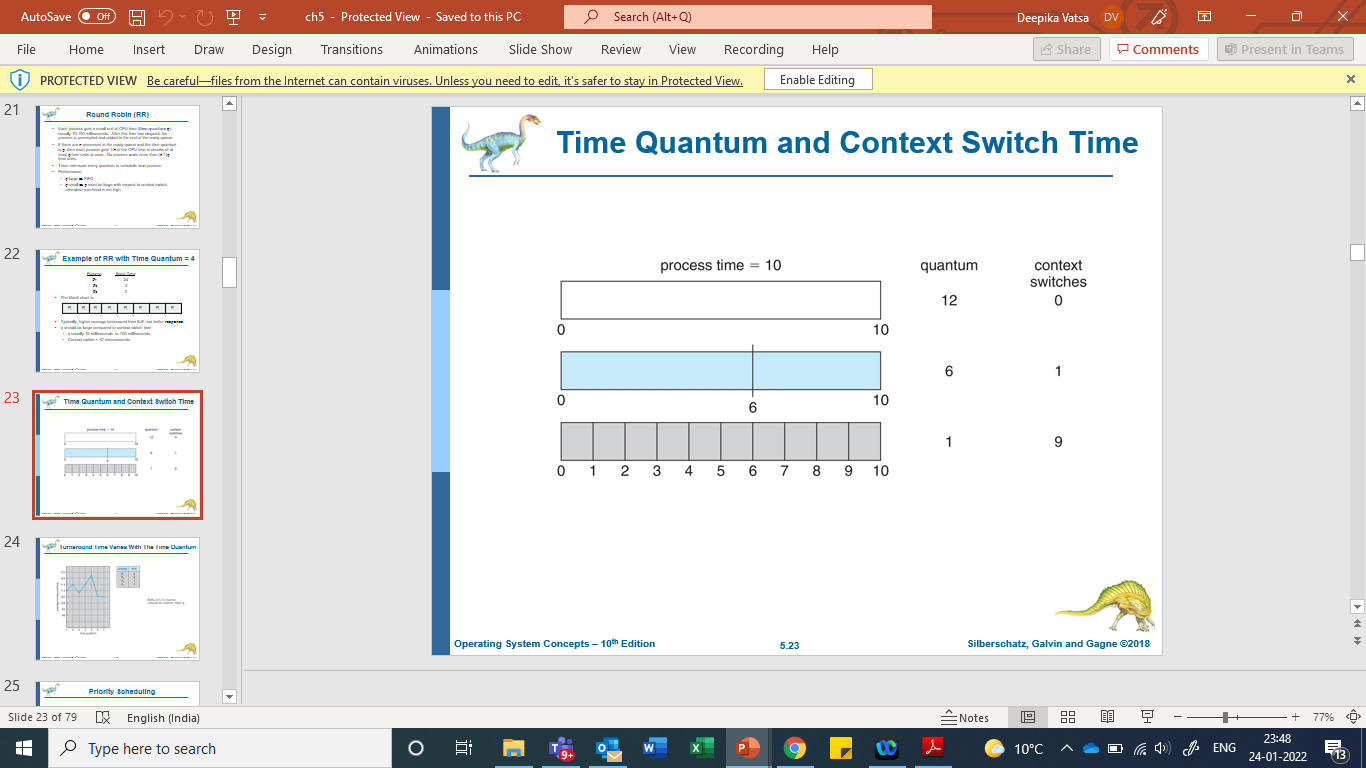 AutoSave Off ch5 - Protected View - Saved to this PC Search (Alt+Q) Deepika Vatsa DV
File Home Insert Draw Design Transitions Animations Slide Show Review View Recording Help Share Comments Present in Teams
PROTECTED VIEW Be careful—files from the Internet can contain viruses. Unless you need to edit, it's safer to stay in Protected View. Enable Editing
21
Round Robin (RR)
22
Example of RR with Time Quantum = 4
23
Time Quantum and Context Switch Time
24
Turnaround Time Varies With The Time Quantum
25
Priority Scheduling
Time Quantum and Context Switch Time
process time = 10 quantum context
switches
12 0
0 10
6 1
0 6 10
1 9
0 1 2 3 4 5 6 7 8 9 10
Operating System Concepts – 10th Edition 5.23 Silberschatz, Galvin and Gagne ©2018
Slide 23 of 79 English (India) Notes 77%
Type here to search 9+ 10°C ENG 23:48
24-01-2022 13